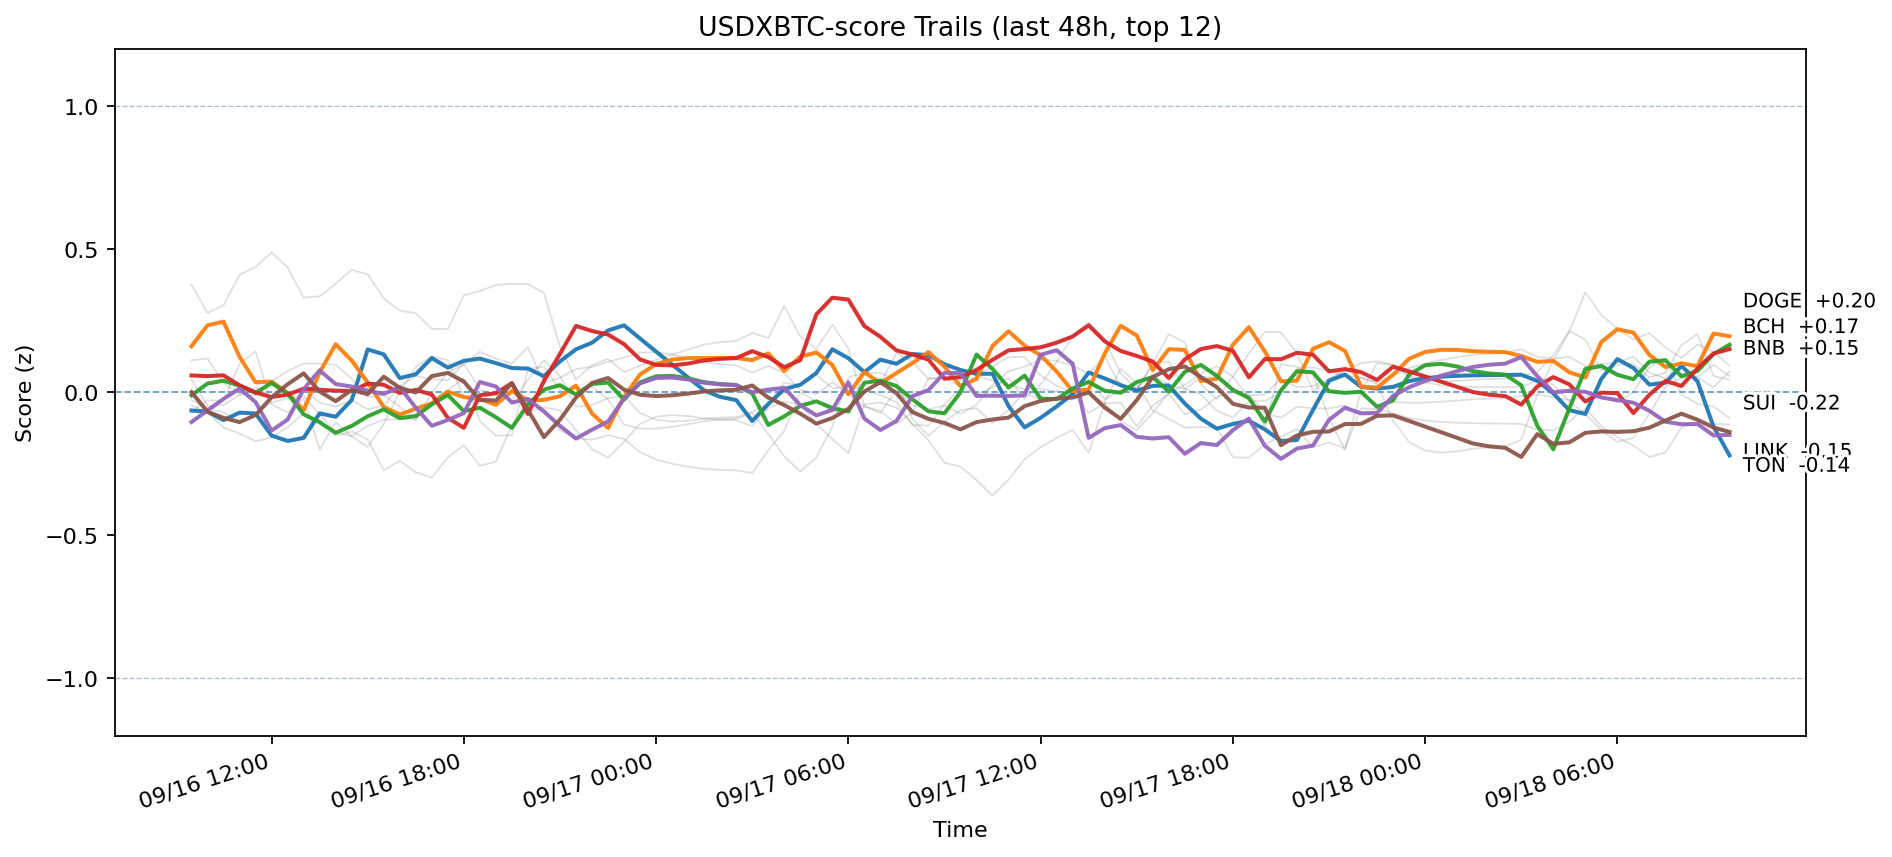 USDXBTC-score Trails (last 48h, top 12)
Score (z)
1.0
0.5
0.0
−0.5
−1.0
DOGE +0.20
BCH +0.17
BNB +0.15
SUI -0.22
LINK -0.15
TON -0.14
09/16 12:00
09/16 18:00
09/17 00:00
09/17 06:00
09/17 12:00
09/17 18:00
09/18 00:00
09/18 06:00
Time